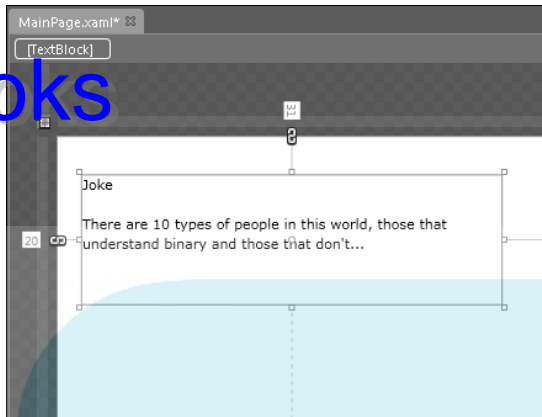 MainPage.xaml*
[TextBlock]
oks
31
Joke
There are 10 types of people in this world, those that
20
understand binary and those that don't...